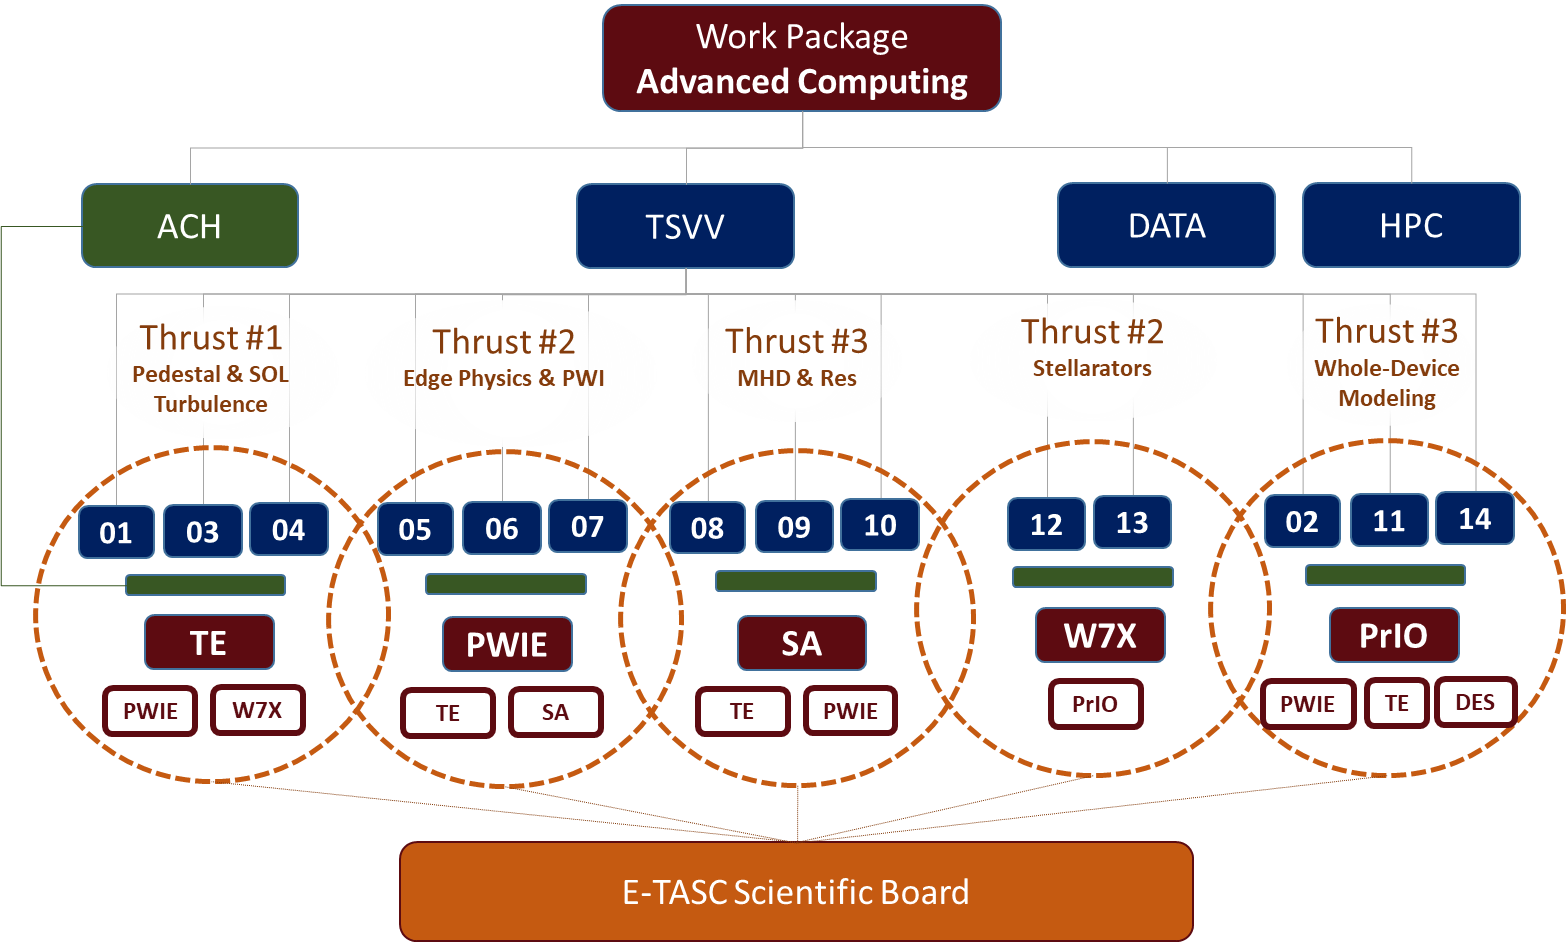 Work Package
Advanced Computing
ACH
TSVV
DATA
HPC
Thrust #1
Pedestal & SOL
Turbulence
Thrust #2
Edge Physics & PWI
Thrust #3
MHD & Res
Thrust #2
Stellarators
Thrust #3
Whole-Device
Modeling
01
03
04
05
06
07
08
09
10
12
13
02
11
14
TE
PWIE
SA
W7X
PrIO
PWIE
W7X
TE
SA
TE
PWIE
PrIO
PWIE
TE
DES
E-TASC Scientific Board